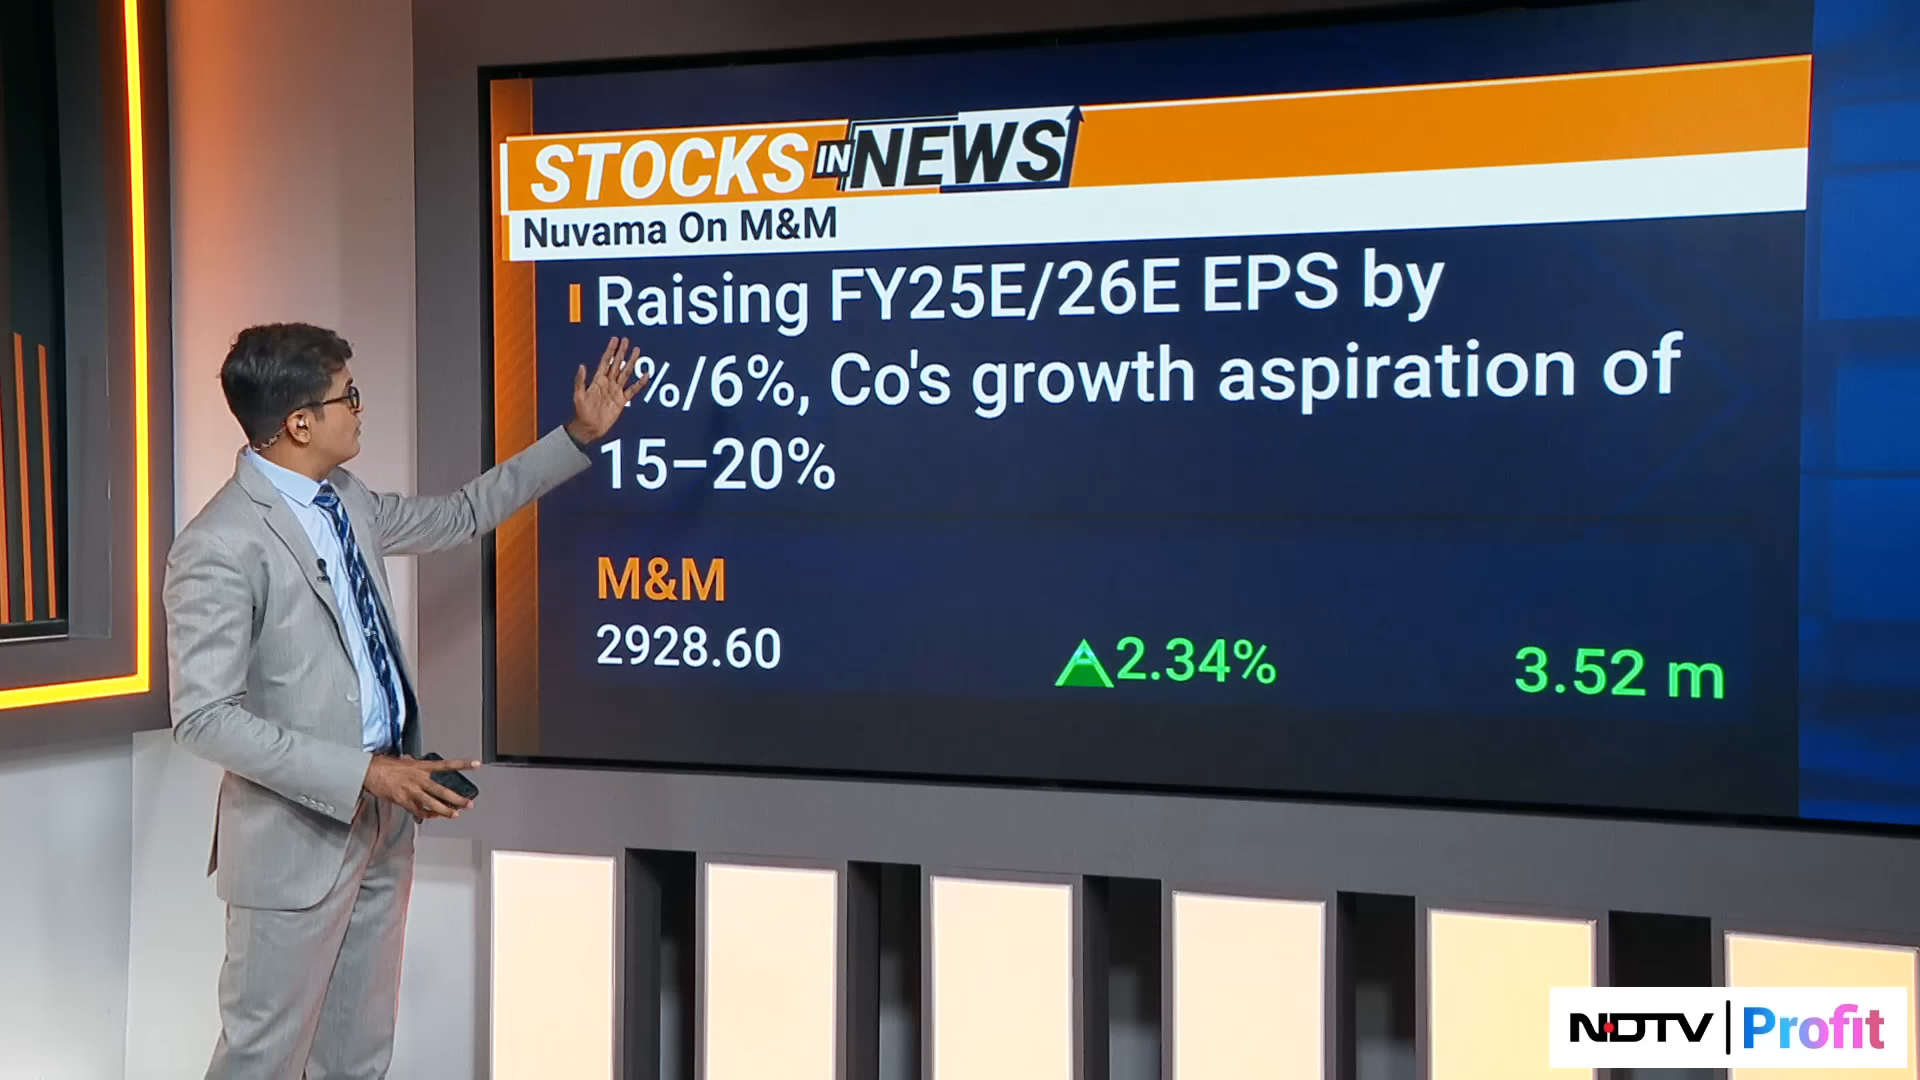 STOCKS IN NEWS
Nuvama On M&M
Raising FY25E/26E EPS by
%/6%, Co's growth aspiration of
15–20%
M&M
2928.60 2.34% 3.52 m
NDTV Profit